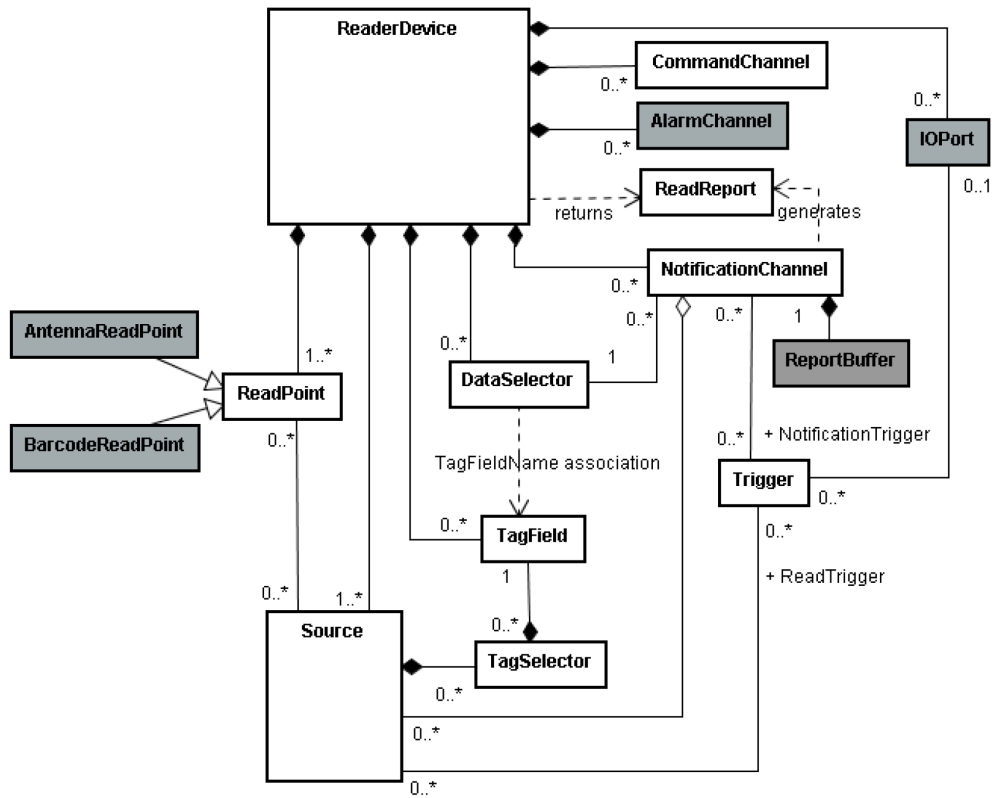 ReaderDevice
CommandChannel
0..*
0..*
AlarmChannel
IOPort
0..*
0..1
ReadReport
returns
generates
NotificationChannel
0..*
0..*
0..*
1
AntennaReadPoint
1..*
0..*
1
ReportBuffer
DataSelector
ReadPoint
BarcodeReadPoint
0..*
0..*
+ NotificationTrigger
TagFieldName association
Trigger
0..*
0..*
0..*
TagField
1
+ ReadTrigger
0..*
1..*
0..*
Source
TagSelector
0..*
0..*
0..*